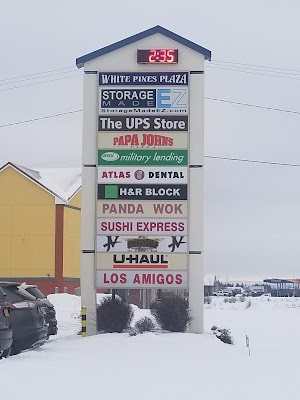 2:35
WHITE PINES PLAZA
STORAGE
MADE EZ
StorageMadeEZ.com
The UPS Store
PAPA JOHNS
military lending
ATLAS DENTAL
H&R BLOCK
PANDA WOK
SUSHI EXPRESS
U-HAUL
LOS AMIGOS